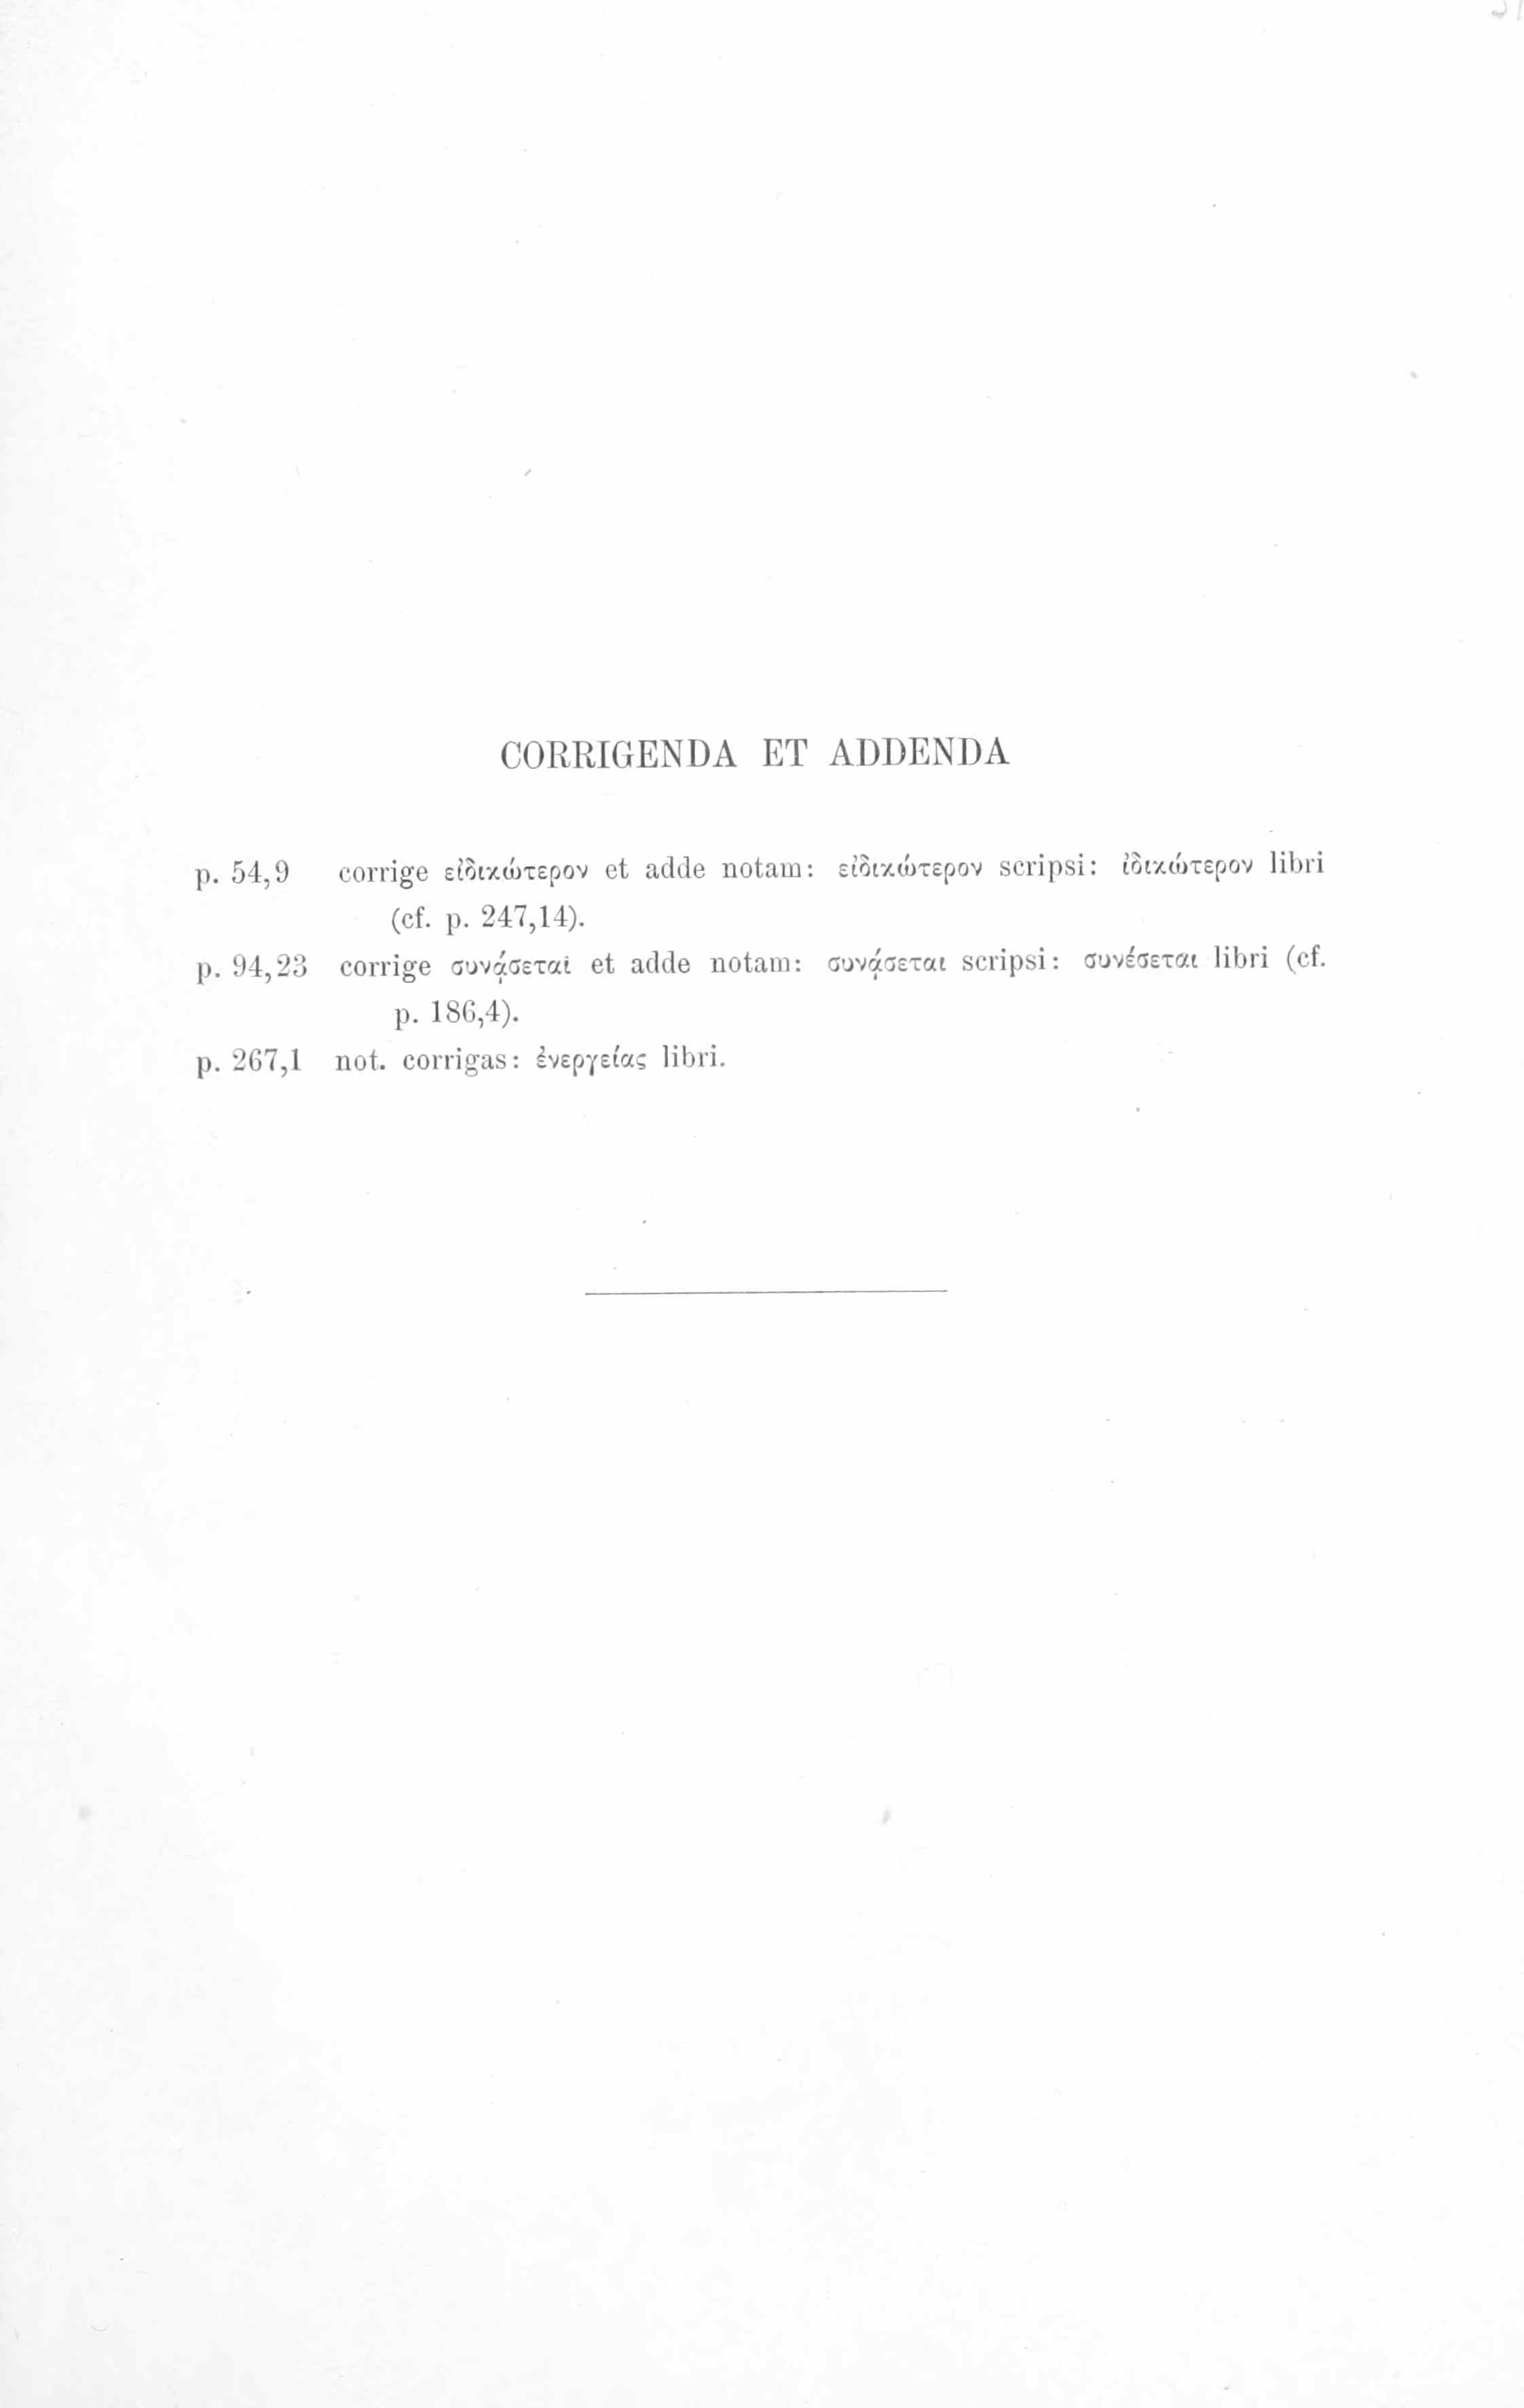 CORRIGENDA ET ADDENDA
p. 54,9 corrige εἰδικώτερον et adde notam: εἰδικώτερον scripsi: ἰδικώτερον libri
(cf. p. 247,14).
p. 94,23 corrige συνᾴσεται et adde notam: συνᾴσεται scripsi: συνέσεται libri (cf.
p. 186,4).
p. 267,1 not. corrigas: ἐνεργείας libri.